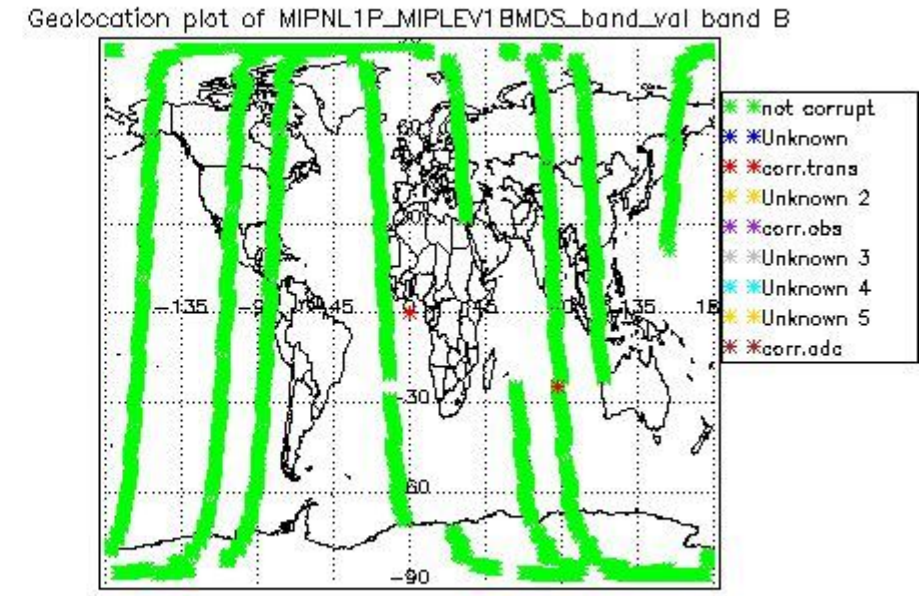 Geolocation plot of MIPNL1P_MIPLEV1BMDS_band_val band B
not corrupt
Unknown
corr.trans
Unknown 2
corr.obs
Unknown 3
Unknown 4
Unknown 5
corr.adc
60
-135
-45
135
-30
-60
-90